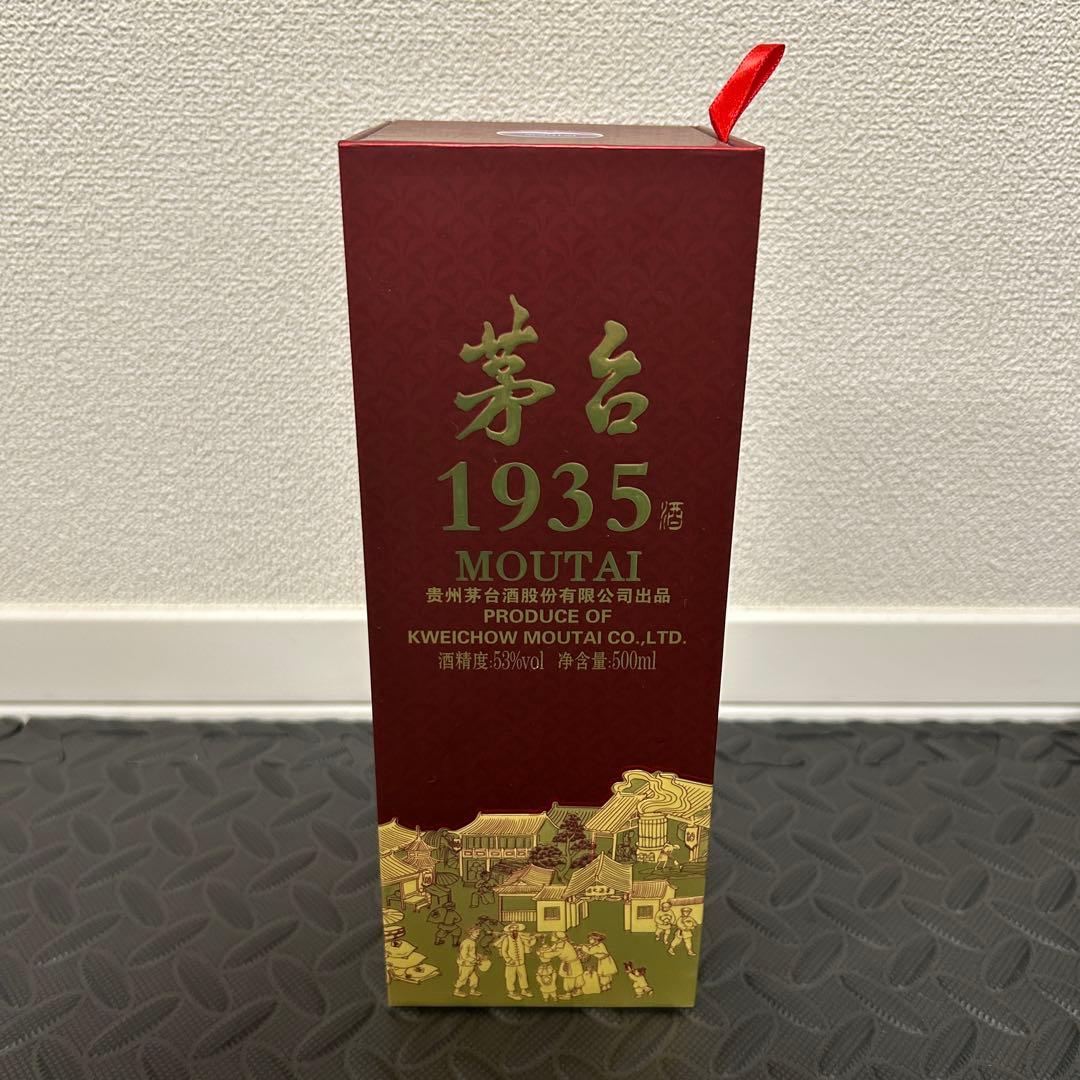 茅台
1935酒
MOUTAI
贵州茅台酒股份有限公司出品
PRODUCE OF
KWEICHOW MOUTAI CO.,LTD.
酒精度:53%vol 净含量:500ml
酒